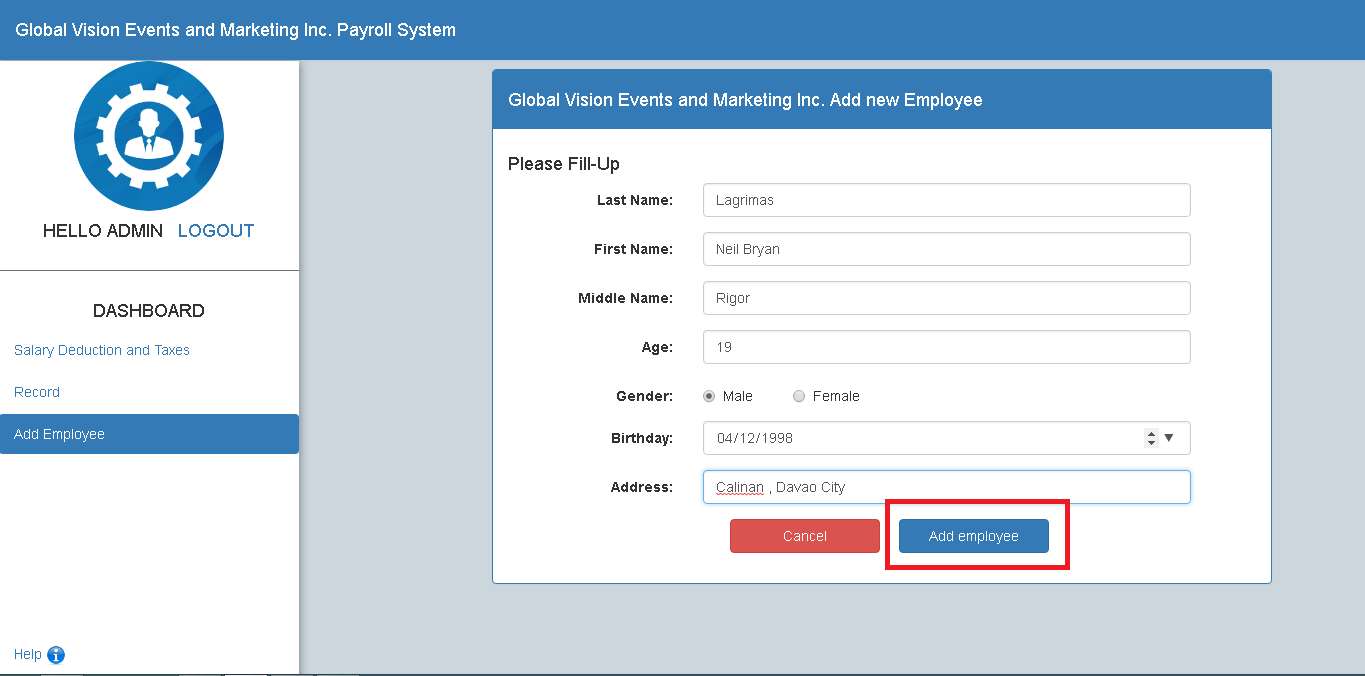 Global Vision Events and Marketing Inc. Payroll System
HELLO ADMIN LOGOUT
DASHBOARD
Salary Deduction and Taxes
Record
Add Employee
Help
Global Vision Events and Marketing Inc. Add new Employee
Please Fill-Up
Last Name: Lagrimas
First Name: Neil Bryan
Middle Name: Rigor
Age: 19
Gender: Male Female
Birthday: 04/12/1998
Address: Calinan , Davao City
Cancel Add employee